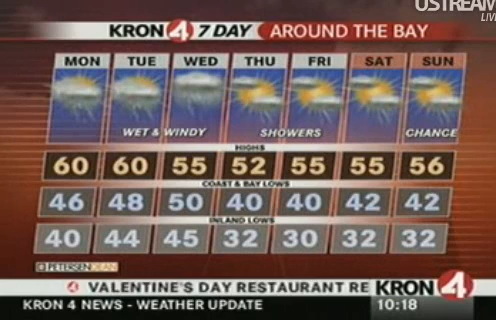 USTREAM
LIVE
KRON 4 7 DAY AROUND THE BAY
MON TUE WED THU FRI SAT SUN
WET & WINDY SHOWERS CHANCE
HIGHS
60 60 55 52 55 55 56
COAST & BAY LOWS
46 48 50 40 40 42 42
INLAND LOWS
40 44 45 32 30 32 32
PETERSENDEAN
4 VALENTINE'S DAY RESTAURANT RE KRON 4
KRON 4 NEWS - WEATHER UPDATE 10:18